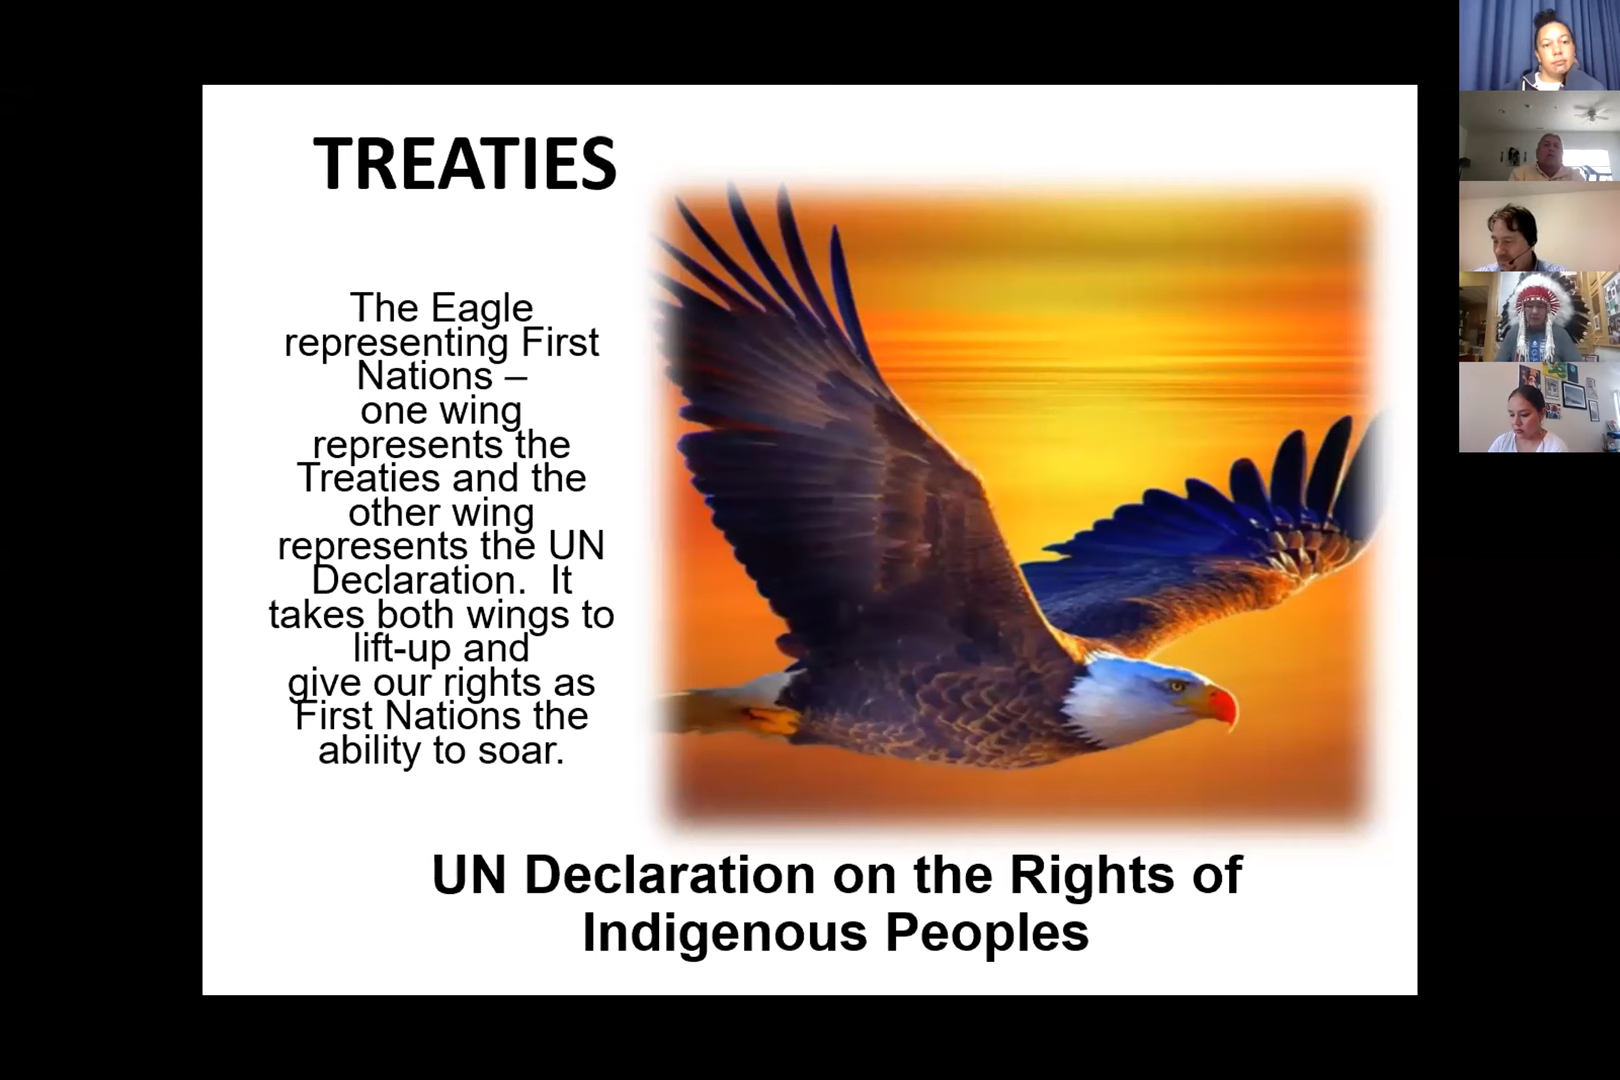 TREATIES
The Eagle
representing First
Nations –
one wing
represents the
Treaties and the
other wing
represents the UN
Declaration.  It
takes both wings to
lift-up and
give our rights as
First Nations the
ability to soar.
UN Declaration on the Rights of
Indigenous Peoples